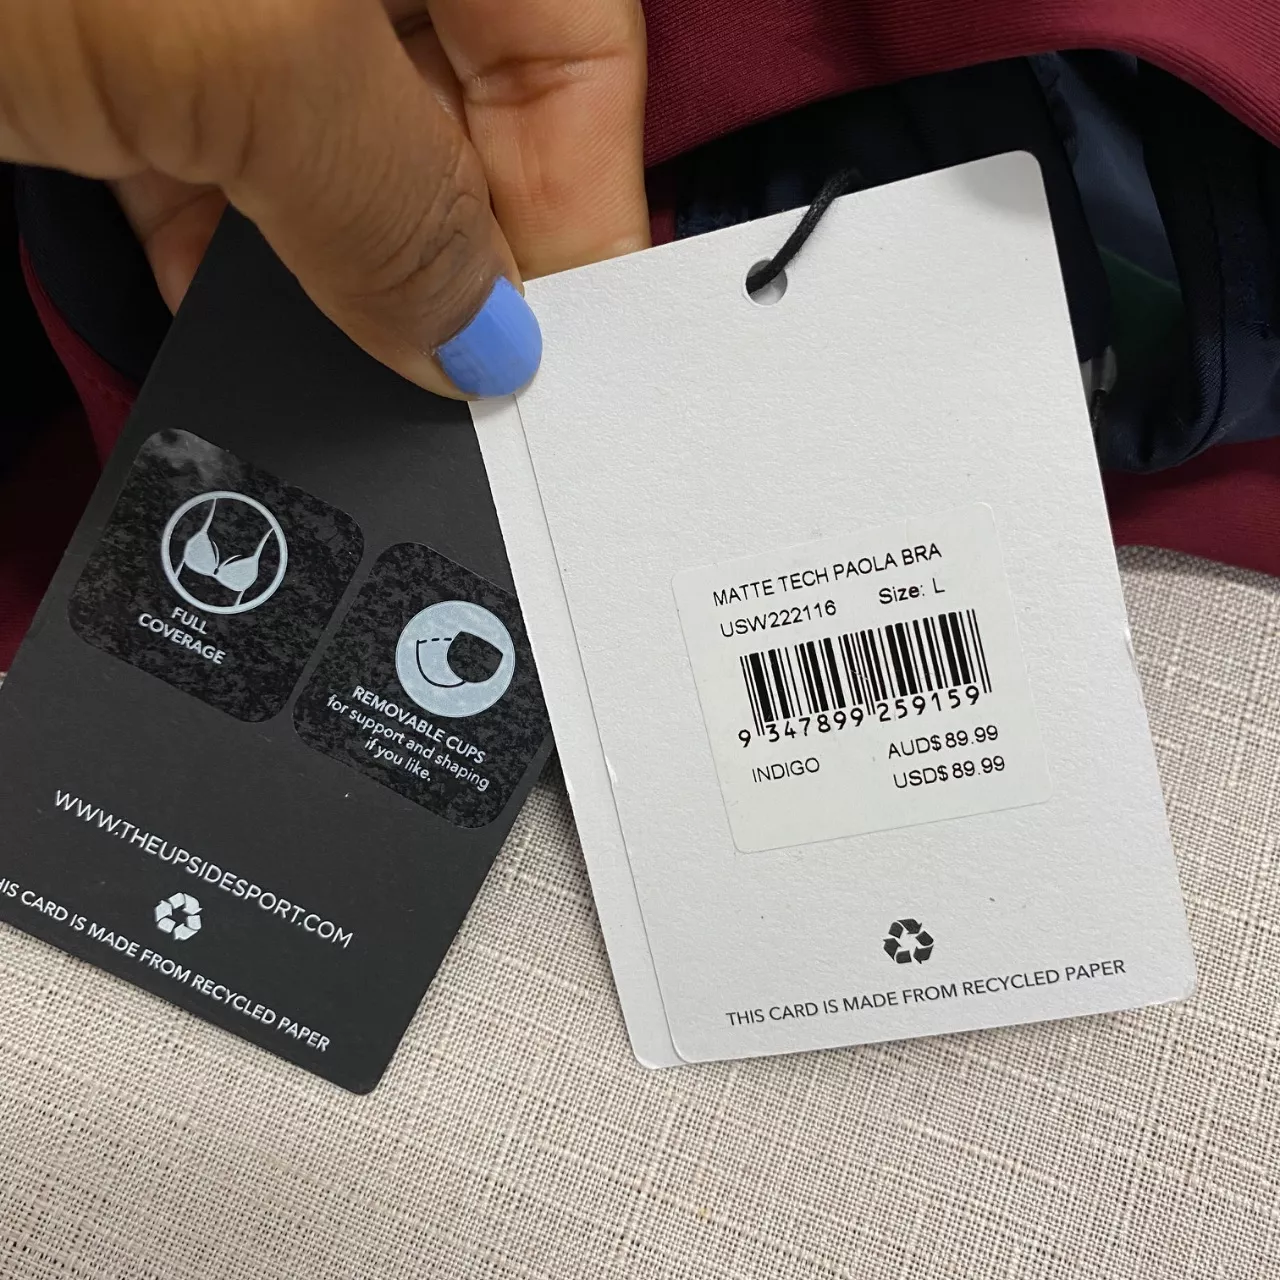 FULL
COVERAGE
REMOVABLE CUPS
for support and shaping
if you like.
WWW.THEUPSIDESPORT.COM
HIS CARD IS MADE FROM RECYCLED PAPER
MATTE TECH PAOLA BRA
USW222116 Size: L
9 347899 259159
INDIGO AUD$ 89.99
USD$ 89.99
THIS CARD IS MADE FROM RECYCLED PAPER